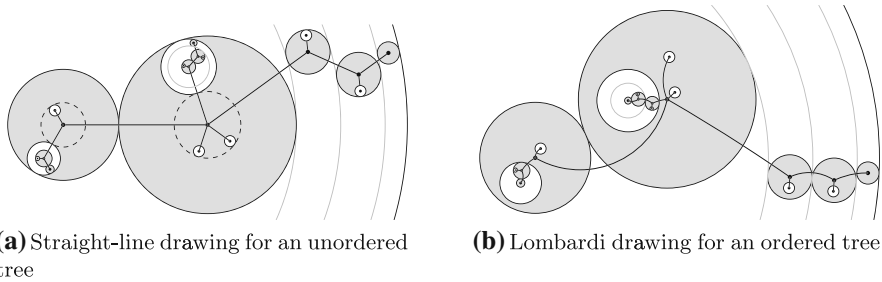 (a) Straight-line drawing for an unordered
tree
(b) Lombardi drawing for an ordered tree